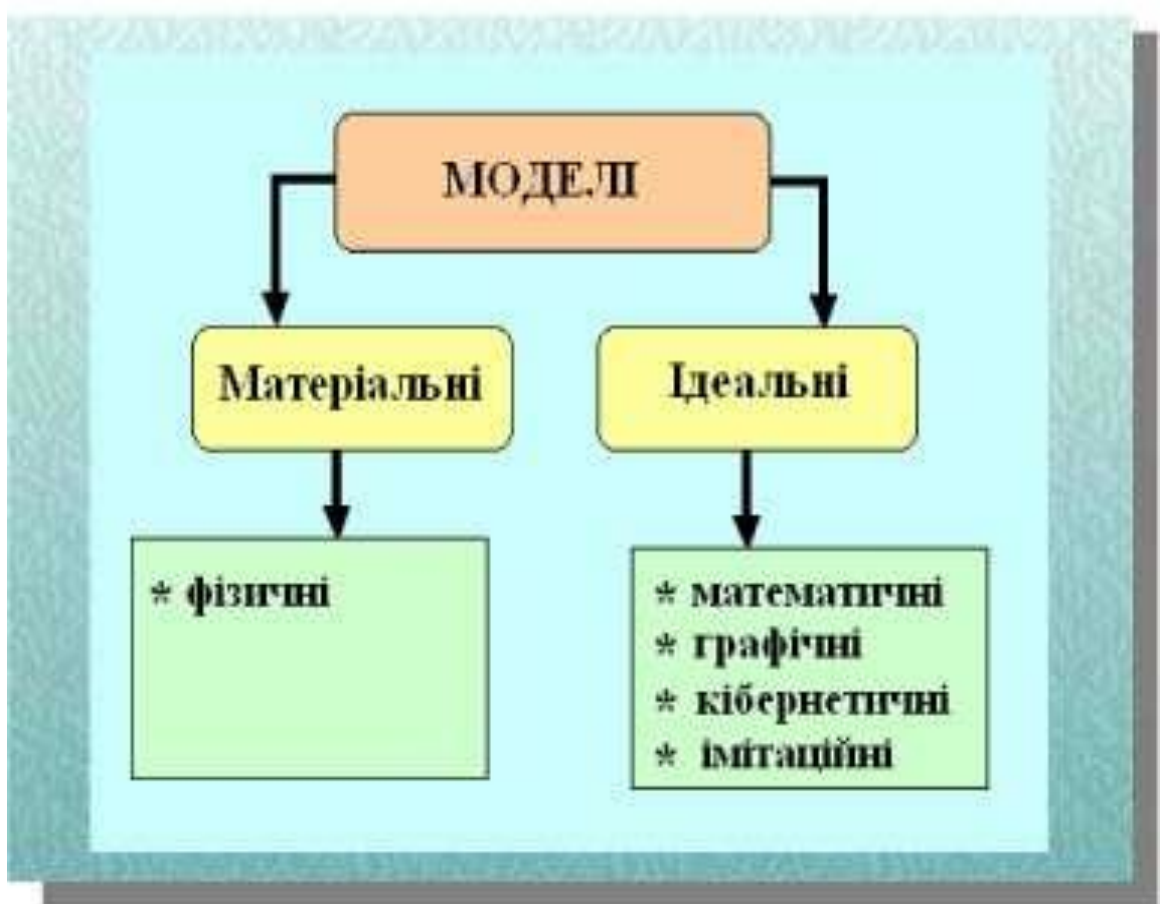 МОДЕЛІ
Матеріальні
Ідеальні
* фізичні
* математичні
* графічні
* кібернетичні
* імітаційні